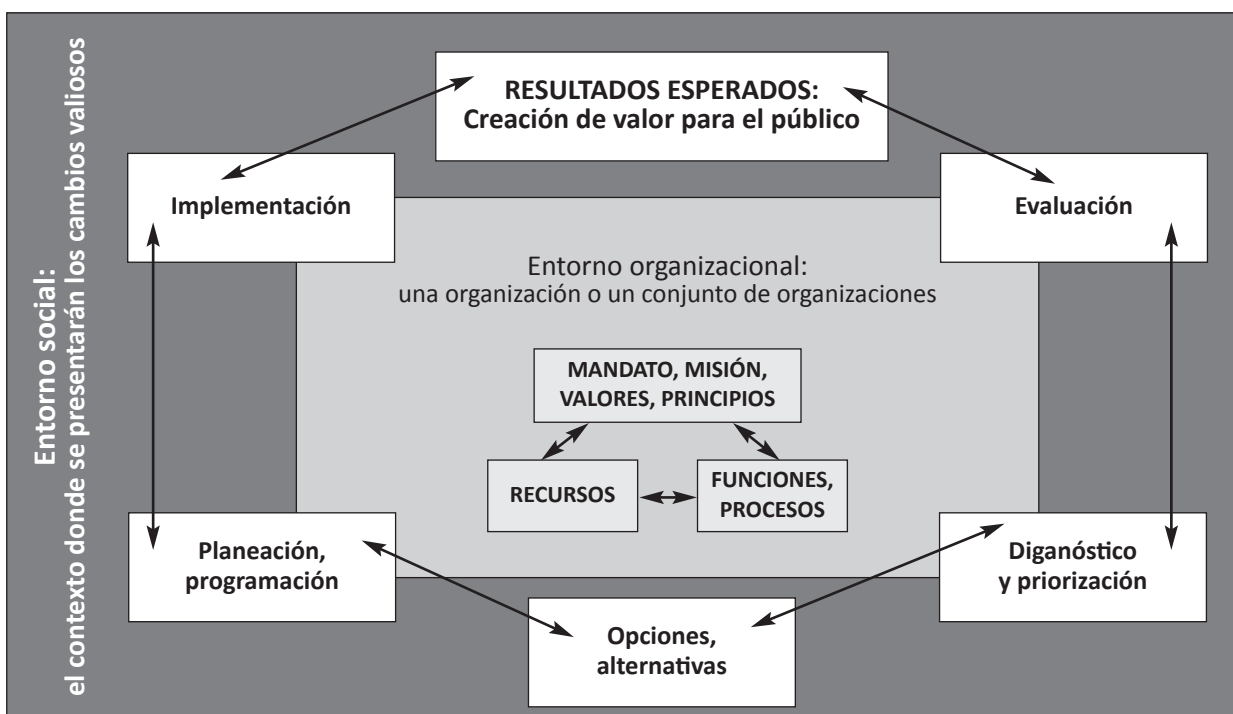 Entorno social:
el contexto donde se presentarán los cambios valiosos
RESULTADOS ESPERADOS:
Creación de valor para el público
Implementación
Evaluación
Entorno organizacional:
una organización o un conjunto de organizaciones
MANDATO, MISIÓN,
VALORES, PRINCIPIOS
RECURSOS
FUNCIONES,
PROCESOS
Planeación,
programación
Diganóstico
y priorización
Opciones,
alternativas